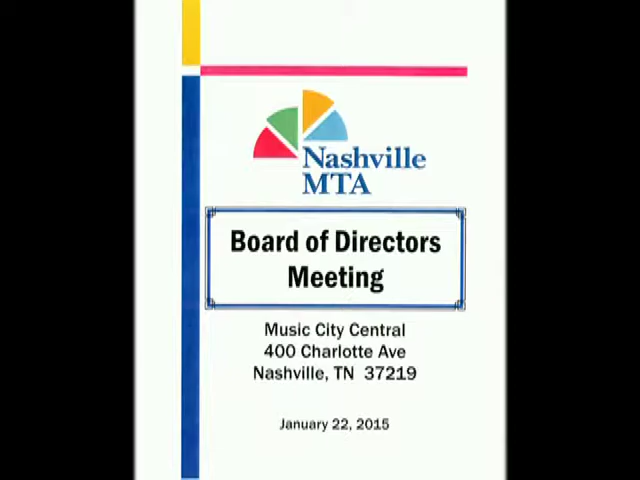 Nashville
MTA
Board of Directors
Meeting
Music City Central
400 Charlotte Ave
Nashville, TN 37219
January 22, 2015